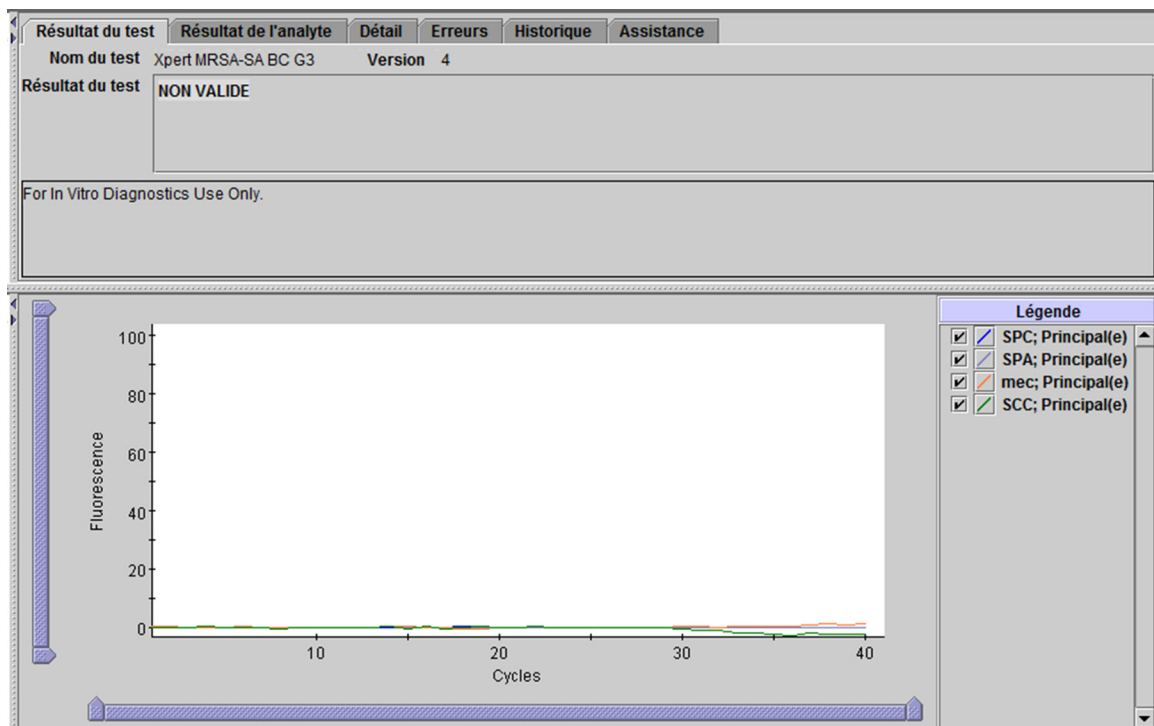 Résultat du test Résultat de l'analyte Détail Erreurs Historique Assistance
Nom du test Xpert MRSA-SA BC G3 Version 4
Résultat du test NON VALIDE
For In Vitro Diagnostics Use Only.
Légende
SPC; Principal(e)
SPA; Principal(e)
mec; Principal(e)
SCC; Principal(e)
Fluorescence
100
80
60
40
20
0
10 20 30 40
Cycles